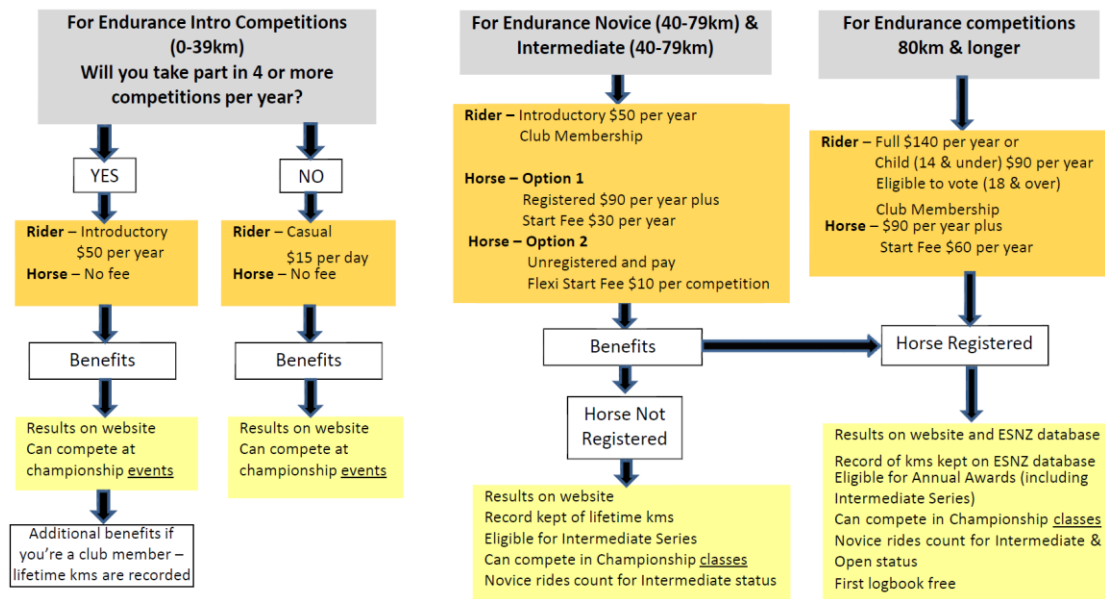 For Endurance Intro Competitions
(0-39km)
Will you take part in 4 or more
competitions per year?
YES
Rider – Introductory
$50 per year
Horse – No fee
Benefits
Results on website
Can compete at
championship events
Additional benefits if
you're a club member –
lifetime kms are recorded
NO
Rider – Casual
$15 per day
Horse – No fee
Benefits
Results on website
Can compete at
championship events
For Endurance Novice (40-79km) &
Intermediate (40-79km)
Rider – Introductory $50 per year
Club Membership
Horse – Option 1
Registered $90 per year plus
Start Fee $30 per year
Horse – Option 2
Unregistered and pay
Flexi Start Fee $10 per competition
Benefits
Horse Not
Registered
Results on website
Record kept of lifetime kms
Eligible for Intermediate Series
Can compete in Championship classes
Novice rides count for Intermediate status
For Endurance competitions
80km & longer
Rider – Full $140 per year or
Child (14 & under) $90 per year
Eligible to vote (18 & over)
Club Membership
Horse – $90 per year plus
Start Fee $60 per year
Horse Registered
Results on website and ESNZ database
Record of kms kept on ESNZ database
Eligible for Annual Awards (including
Intermediate Series)
Can compete in Championship classes
Novice rides count for Intermediate &
Open status
First logbook free